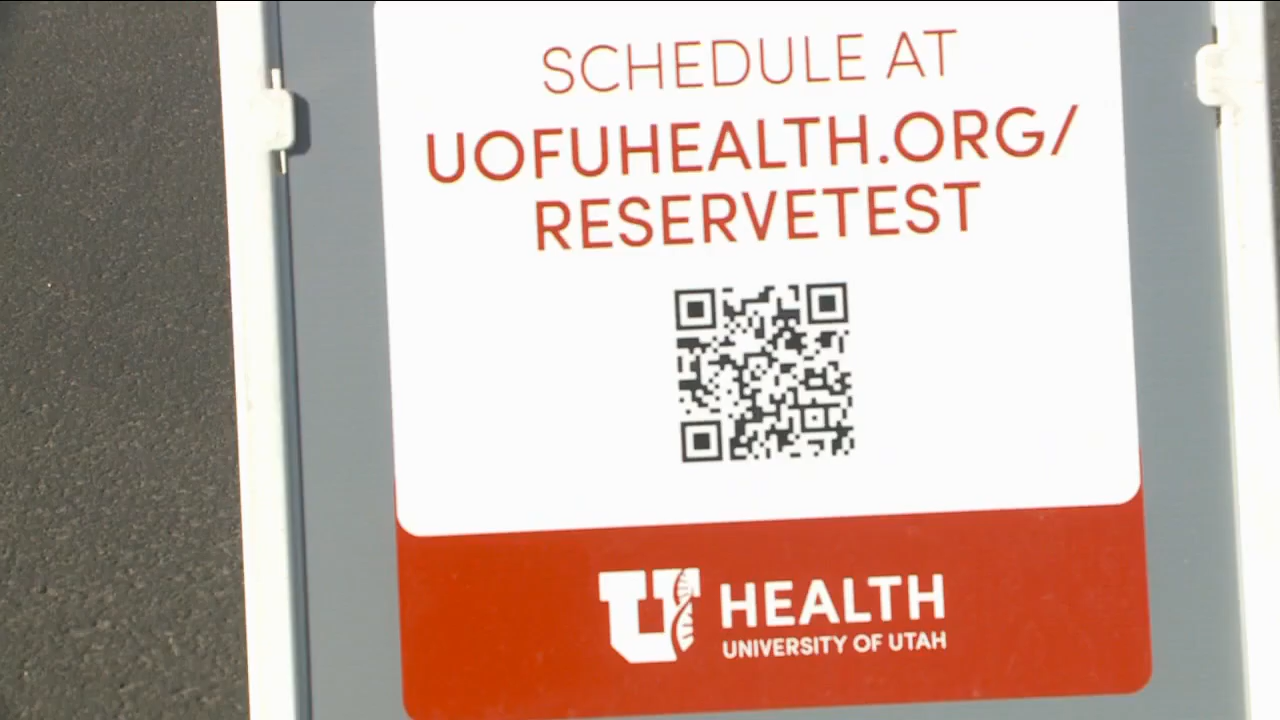 SCHEDULE AT
UOFUHEALTH.ORG/
RESERVETEST
U HEALTH
UNIVERSITY OF UTAH